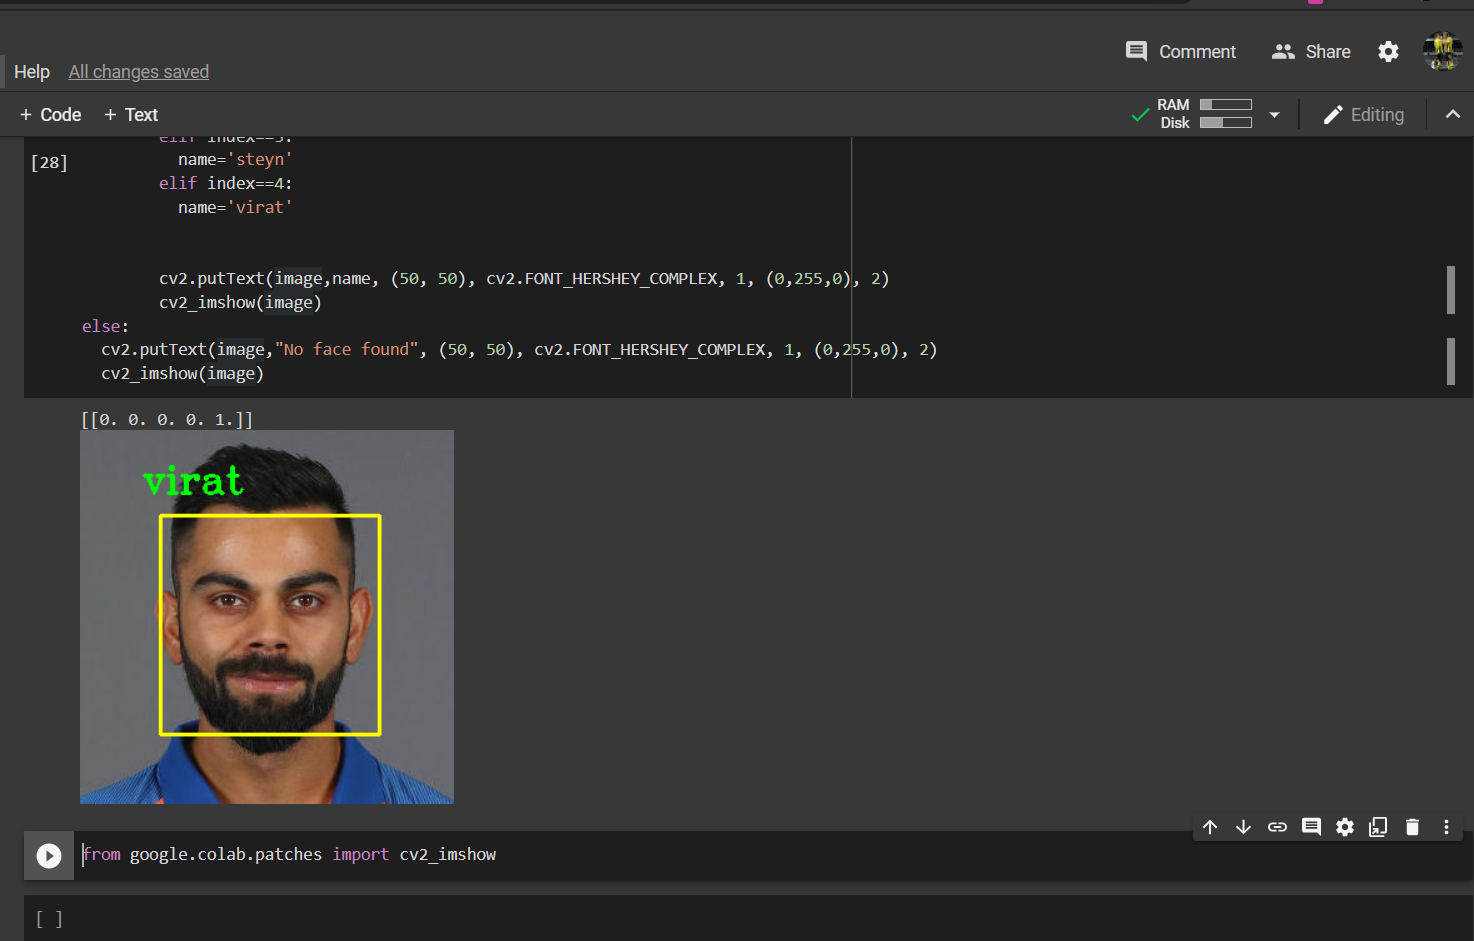 Comment Share
Help All changes saved
+ Code + Text
RAM
Disk
Editing
[28]
elif index==3:
name='steyn'
elif index==4:
name='virat'
cv2.putText(image,name, (50, 50), cv2.FONT_HERSHEY_COMPLEX, 1, (0,255,0), 2)
cv2_imshow(image)
else:
cv2.putText(image,"No face found", (50, 50), cv2.FONT_HERSHEY_COMPLEX, 1, (0,255,0), 2)
cv2_imshow(image)
[[0. 0. 0. 0. 1.]]
virat
from google.colab.patches import cv2_imshow
[ ]